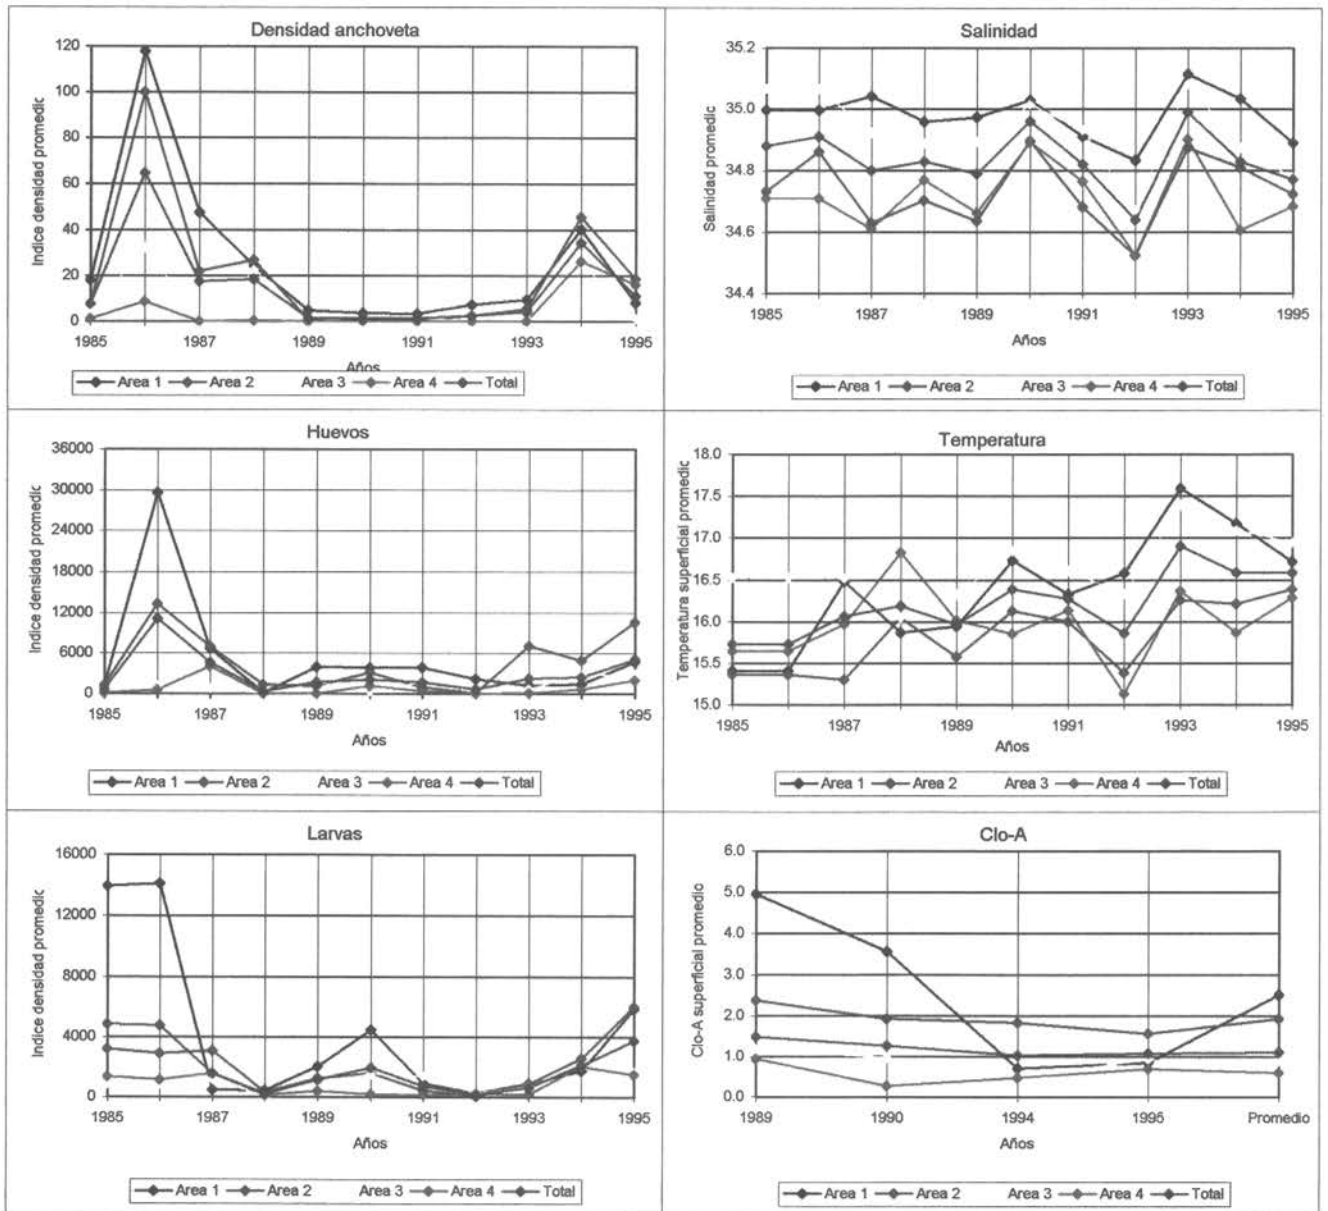 Densidad anchoveta
Indice densidad promedic
120
100
80
60
40
20
0
1985 1987 1989 1991 1993 1995
Años
Area 1 Area 2 Area 3 Area 4 Total
Salinidad
Salinidad promedic
35.2
35.0
34.8
34.6
34.4
1985 1987 1989 1991 1993 1995
Años
Area 1 Area 2 Area 3 Area 4 Total
Huevos
Indice densidad promedic
36000
30000
24000
18000
12000
6000
0
1985 1987 1989 1991 1993 1995
Años
Area 1 Area 2 Area 3 Area 4 Total
Temperatura
Temperatura superficial promedic
18.0
17.5
17.0
16.5
16.0
15.5
15.0
1985 1987 1989 1991 1993 1995
Años
Area 1 Area 2 Area 3 Area 4 Total
Larvas
Indice densidad promedic
16000
12000
8000
4000
0
1985 1987 1989 1991 1993 1995
Años
Area 1 Area 2 Area 3 Area 4 Total
Clo-A
Clo-A superficial promedio
6.0
5.0
4.0
3.0
2.0
1.0
0.0
1989 1990 1994 1995 Promedio
Años
Area 1 Area 2 Area 3 Area 4 Total